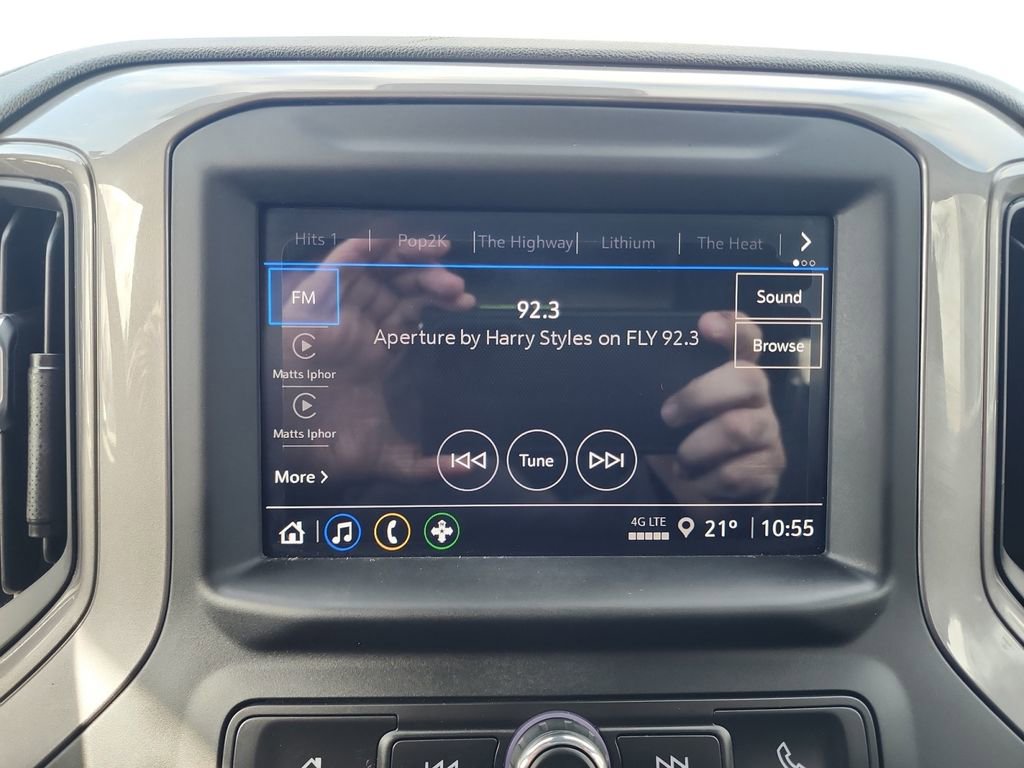 Hits 1 Pop2K The Highway Lithium The Heat
FM
92.3
Sound
Aperture by Harry Styles on FLY 92.3
Browse
Matts Iphor
Matts Iphor
Tune
More
4G LTE
21° 10:55